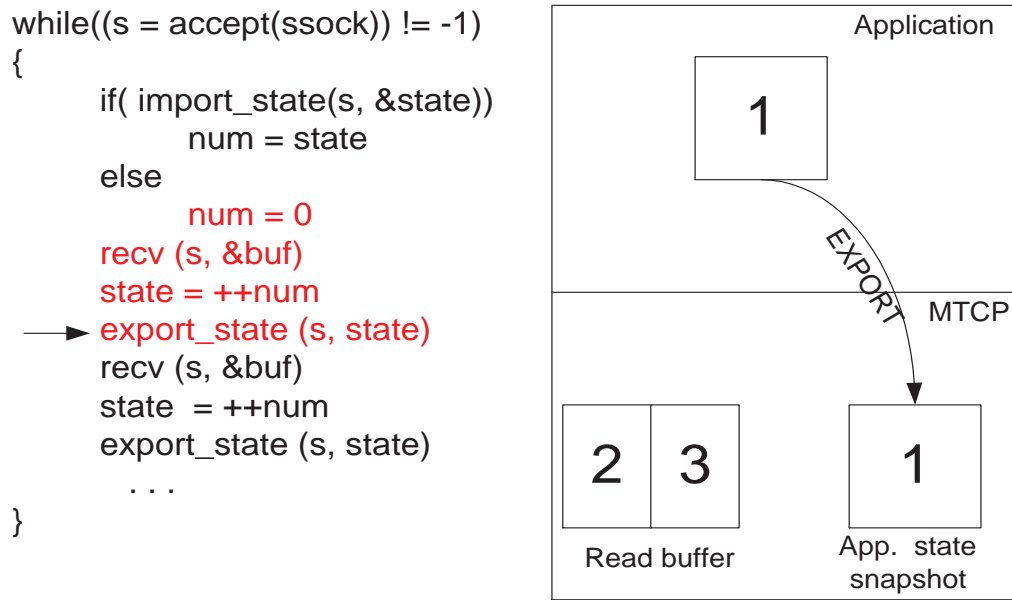 while((s = accept(ssock)) != -1)
{
if( import_state(s, &state))
num = state
else
num = 0
recv (s, &buf)
state = ++num
export_state (s, state)
recv (s, &buf)
state = ++num
export_state (s, state)
. . .
}
Application
1
EXPORT
MTCP
2 3
1
Read buffer
App. state
snapshot